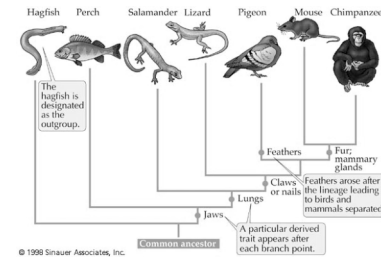 Hagfish Perch Salamander Lizard Pigeon Mouse Chimpanzee
The
hagfish is
designated
as the
outgroup.
Feathers
Fur;
mammary
glands
Claws
or nails
Feathers arose after
the lineage leading
to birds and
mammals separated
Lungs
Jaws
A particular derived
trait appears after
each branch point.
Common ancestor
© 1998 Sinauer Associates, Inc.